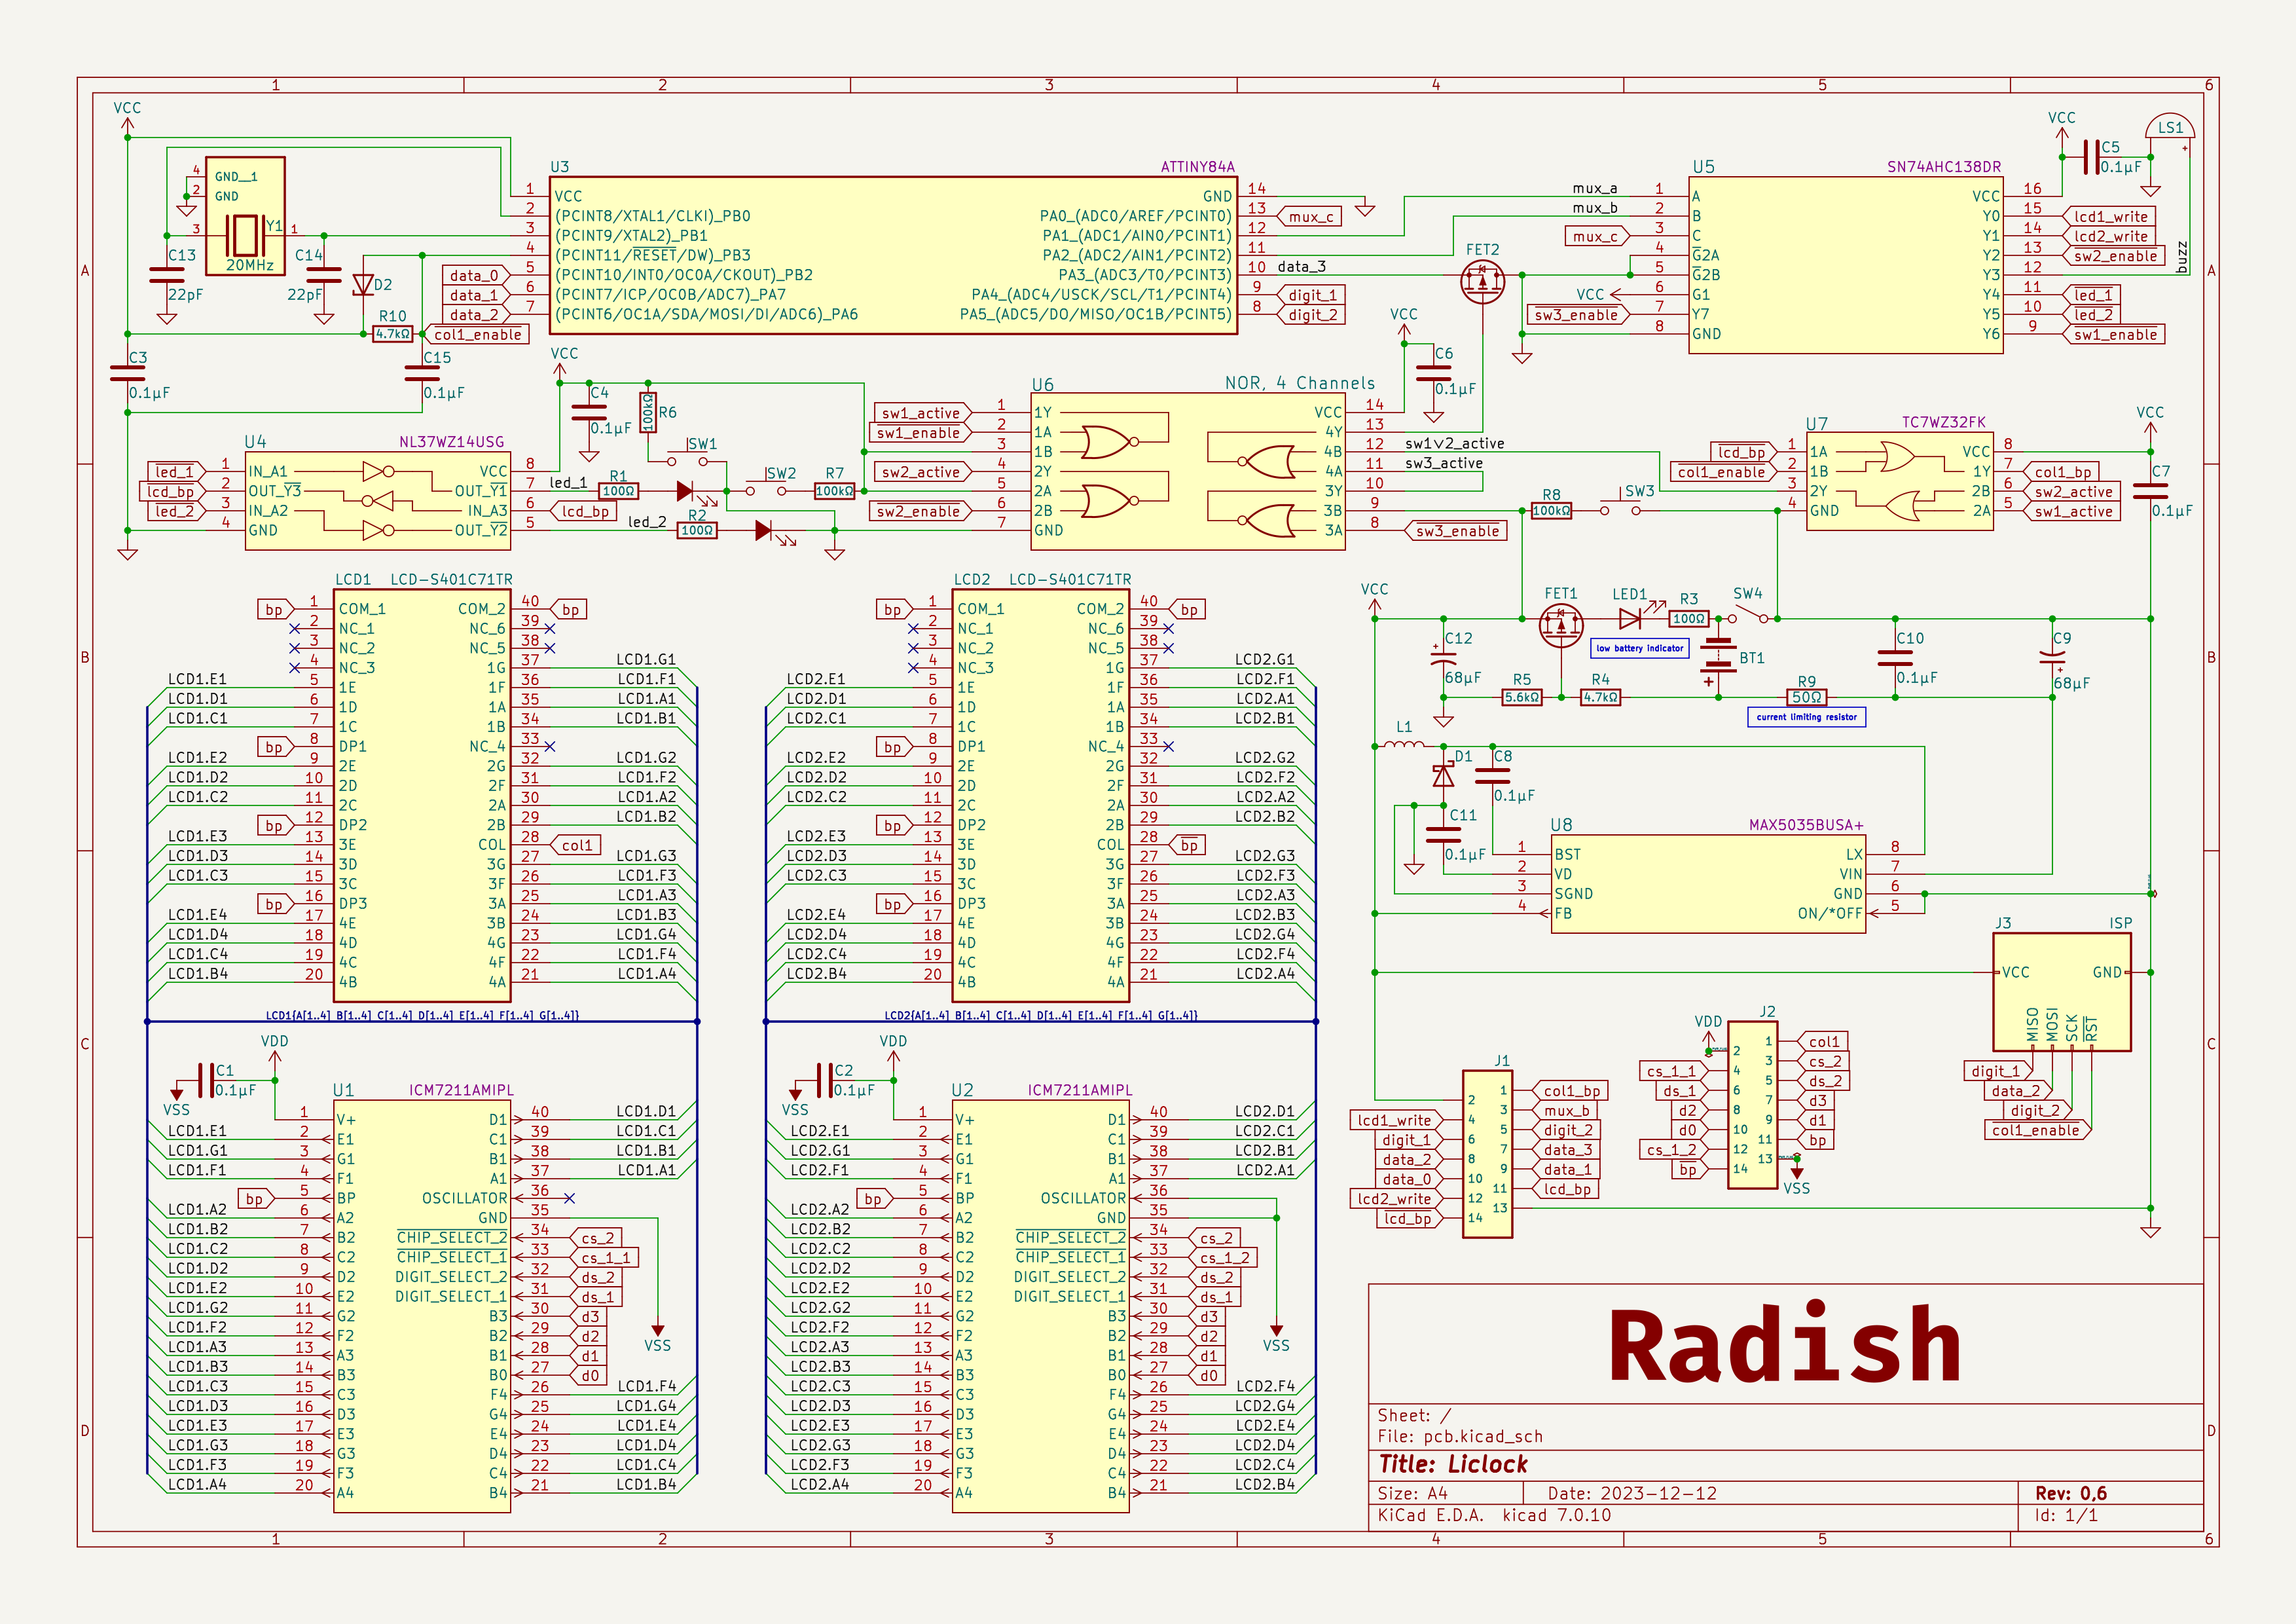 1 2 3 4 5 6
A
B
C
D
VCC
GND__1
GND
4
2
3
1
Y1
20MHz
C13
22pF
C14
22pF
D2
R10
4.7kΩ
col1_enable
C3
0.1µF
C15
0.1µF
U3
ATTINY84A
1 VCC
2 (PCINT8/XTAL1/CLKI)_PB0
3 (PCINT9/XTAL2)_PB1
4 (PCINT11/RESET/DW)_PB3
data_0 5 (PCINT10/INT0/OC0A/CKOUT)_PB2
data_1 6 (PCINT7/ICP/OC0B/ADC7)_PA7
data_2 7 (PCINT6/OC1A/SDA/MOSI/DI/ADC6)_PA6
GND 14
PA0_(ADC0/AREF/PCINT0) 13 mux_c
PA1_(ADC1/AIN0/PCINT1) 12
PA2_(ADC2/AIN1/PCINT2) 11
PA3_(ADC3/T0/PCINT3) 10 data_3
PA4_(ADC4/USCK/SCL/T1/PCINT4) 9 digit_1
PA5_(ADC5/DO/MISO/OC1B/PCINT5) 8 digit_2
FET2
U5
SN74AHC138DR
mux_a 1 A
mux_b 2 B
mux_c 3 C
4 G2A
5 G2B
VCC 6 G1
sw3_enable 7 Y7
8 GND
VCC 16
Y0 15 lcd1_write
Y1 14 lcd2_write
Y2 13 sw2_enable
Y3 12
Y4 11 led_1
Y5 10 led_2
Y6 9 sw1_enable
VCC
C5
0.1µF
LS1
+
buzz
U4
NL37WZ14USG
led_1 1 IN_A1
lcd_bp 2 OUT_Y3
led_2 3 IN_A2
4 GND
VCC 8
OUT_Y1 7 led_1
IN_A3 6 lcd_bp
OUT_Y2 5 led_2
VCC
C4
0.1µF
R6
100kΩ
SW1
R1
100Ω
SW2
R7
100kΩ
R2
100Ω
U6
NOR, 4 Channels
sw1_active 1 1Y
sw1_enable 2 1A
3 1B
sw2_active 4 2Y
5 2A
sw2_enable 6 2B
7 GND
VCC 14
4Y 13
4B 12 sw1∨2_active
4A 11 sw3_active
3Y 10
3B 9
3A 8 sw3_enable
VCC
C6
0.1µF
R8
100kΩ
SW3
U7
TC7WZ32FK
lcd_bp 1 1A
col1_enable 2 1B
3 2Y
4 GND
VCC 8
1Y 7 col1_bp
2B 6 sw2_active
2A 5 sw1_active
VCC
C7
0.1µF
LCD1 LCD-S401C71TR
bp 1 COM_1
2 NC_1
3 NC_2
4 NC_3
LCD1.E1 5 1E
LCD1.D1 6 1D
LCD1.C1 7 1C
bp 8 DP1
LCD1.E2 9 2E
LCD1.D2 10 2D
LCD1.C2 11 2C
bp 12 DP2
LCD1.E3 13 3E
LCD1.D3 14 3D
LCD1.C3 15 3C
bp 16 DP3
LCD1.E4 17 4E
LCD1.D4 18 4D
LCD1.C4 19 4C
LCD1.B4 20 4B
COM_2 40 bp
NC_6 39
NC_5 38
1G 37 LCD1.G1
1F 36 LCD1.F1
1A 35 LCD1.A1
1B 34 LCD1.B1
NC_4 33
2G 32 LCD1.G2
2F 31 LCD1.F2
2A 30 LCD1.A2
2B 29 LCD1.B2
COL 28 col1
3G 27 LCD1.G3
3F 26 LCD1.F3
3A 25 LCD1.A3
3B 24 LCD1.B3
4G 23 LCD1.G4
4F 22 LCD1.F4
4A 21 LCD1.A4
LCD1{A[1..4] B[1..4] C[1..4] D[1..4] E[1..4] F[1..4] G[1..4]}
LCD2 LCD-S401C71TR
bp 1 COM_1
2 NC_1
3 NC_2
4 NC_3
LCD2.E1 5 1E
LCD2.D1 6 1D
LCD2.C1 7 1C
bp 8 DP1
LCD2.E2 9 2E
LCD2.D2 10 2D
LCD2.C2 11 2C
bp 12 DP2
LCD2.E3 13 3E
LCD2.D3 14 3D
LCD2.C3 15 3C
bp 16 DP3
LCD2.E4 17 4E
LCD2.D4 18 4D
LCD2.C4 19 4C
LCD2.B4 20 4B
COM_2 40 bp
NC_6 39
NC_5 38
1G 37 LCD2.G1
1F 36 LCD2.F1
1A 35 LCD2.A1
1B 34 LCD2.B1
NC_4 33
2G 32 LCD2.G2
2F 31 LCD2.F2
2A 30 LCD2.A2
2B 29 LCD2.B2
COL 28 bp
3G 27 LCD2.G3
3F 26 LCD2.F3
3A 25 LCD2.A3
3B 24 LCD2.B3
4G 23 LCD2.G4
4F 22 LCD2.F4
4A 21 LCD2.A4
LCD2{A[1..4] B[1..4] C[1..4] D[1..4] E[1..4] F[1..4] G[1..4]}
VCC
FET1
LED1
R3
100Ω
SW4
low battery indicator
C12
68µF
+
R5
5.6kΩ
R4
4.7kΩ
BT1
+
R9
50Ω
current limiting resistor
C10
0.1µF
C9
68µF
+
L1
D1
C8
0.1µF
C11
0.1µF
U8
MAX5035BUSA+
1 BST
2 VD
3 SGND
4 FB
LX 8
VIN 7
GND 6
ON/*OFF 5
J3
ISP
VCC
GND
MISO
MOSI
SCK
RST
digit_1
data_2
digit_2
col1_enable
J1
1 col1_bp
2
3 mux_b
lcd1_write 4
5 digit_2
digit_1 6
7 data_3
data_2 8
9 data_1
data_0 10
11 lcd_bp
lcd2_write 12
13
lcd_bp 14
J2
VDD
1 col1
2
3 cs_2
cs_1_1 4
5 ds_2
ds_1 6
7 d3
d2 8
9 d1
d0 10
11 bp
cs_1_2 12
13
bp 14
VSS
VDD
C1
0.1µF
VSS
U1
ICM7211AMIPL
1 V+
LCD1.E1 2 E1
LCD1.G1 3 G1
LCD1.F1 4 F1
bp 5 BP
LCD1.A2 6 A2
LCD1.B2 7 B2
LCD1.C2 8 C2
LCD1.D2 9 D2
LCD1.E2 10 E2
LCD1.G2 11 G2
LCD1.F2 12 F2
LCD1.A3 13 A3
LCD1.B3 14 B3
LCD1.C3 15 C3
LCD1.D3 16 D3
LCD1.E3 17 E3
LCD1.G3 18 G3
LCD1.F3 19 F3
LCD1.A4 20 A4
D1 40 LCD1.D1
C1 39 LCD1.C1
B1 38 LCD1.B1
A1 37 LCD1.A1
OSCILLATOR 36
GND 35
CHIP_SELECT_2 34 cs_2
CHIP_SELECT_1 33 cs_1_1
DIGIT_SELECT_2 32 ds_2
DIGIT_SELECT_1 31 ds_1
B3 30 d3
B2 29 d2
B1 28 d1
B0 27 d0
F4 26 LCD1.F4
G4 25 LCD1.G4
E4 24 LCD1.E4
D4 23 LCD1.D4
C4 22 LCD1.C4
B4 21 LCD1.B4
VSS
VDD
C2
0.1µF
VSS
U2
ICM7211AMIPL
1 V+
LCD2.E1 2 E1
LCD2.G1 3 G1
LCD2.F1 4 F1
bp 5 BP
LCD2.A2 6 A2
LCD2.B2 7 B2
LCD2.C2 8 C2
LCD2.D2 9 D2
LCD2.E2 10 E2
LCD2.G2 11 G2
LCD2.F2 12 F2
LCD2.A3 13 A3
LCD2.B3 14 B3
LCD2.C3 15 C3
LCD2.D3 16 D3
LCD2.E3 17 E3
LCD2.G3 18 G3
LCD2.F3 19 F3
LCD2.A4 20 A4
D1 40 LCD2.D1
C1 39 LCD2.C1
B1 38 LCD2.B1
A1 37 LCD2.A1
OSCILLATOR 36
GND 35
CHIP_SELECT_2 34 cs_2
CHIP_SELECT_1 33 cs_1_2
DIGIT_SELECT_2 32 ds_2
DIGIT_SELECT_1 31 ds_1
B3 30 d3
B2 29 d2
B1 28 d1
B0 27 d0
F4 26 LCD2.F4
G4 25 LCD2.G4
E4 24 LCD2.E4
D4 23 LCD2.D4
C4 22 LCD2.C4
B4 21 LCD2.B4
VSS
Radish
Sheet: /
File: pcb.kicad_sch
Title: Liclock
Size: A4 Date: 2023-12-12 Rev: 0,6
KiCad E.D.A. kicad 7.0.10 Id: 1/1
A
B
C
D
1 2 3 4 5 6